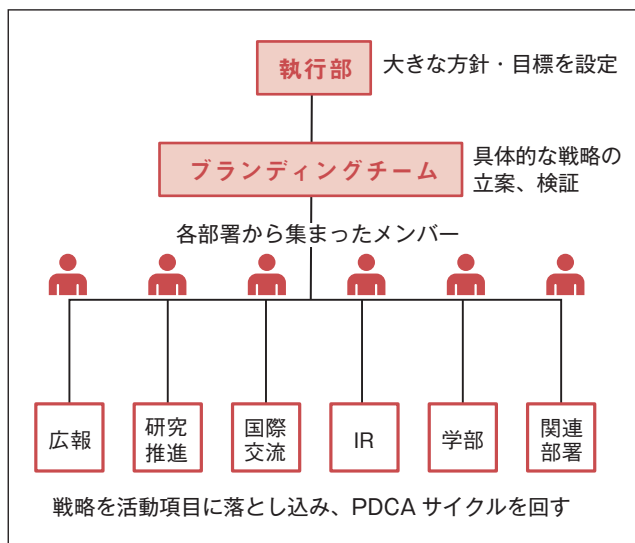 執行部
大きな方針・目標を設定
ブランディングチーム
具体的な戦略の
立案、検証
各部署から集まったメンバー
広報
研究
推進
国際
交流
IR
学部
関連
部署
戦略を活動項目に落とし込み、PDCA サイクルを回す